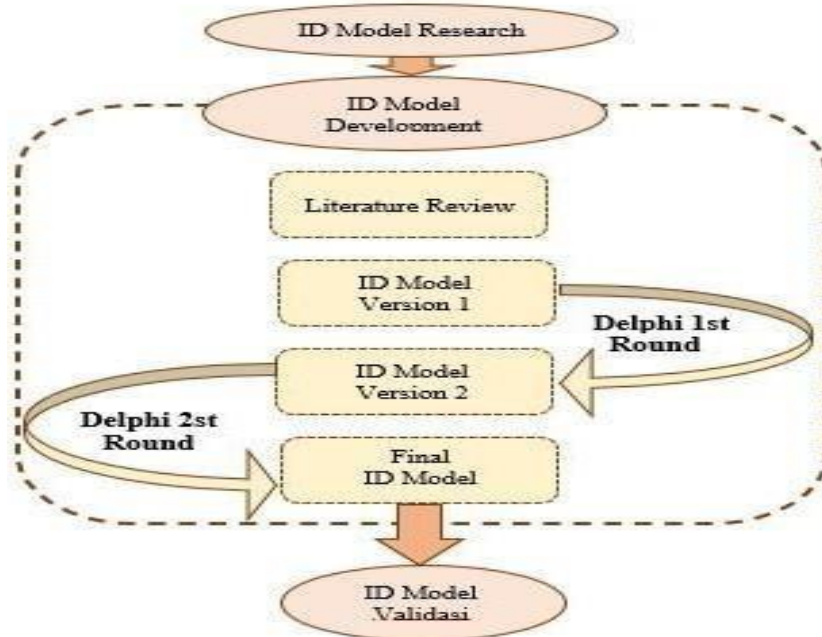 ID Model Research
ID Model
Development
Literature Review
ID Model
Version 1
Delphi 1st
Round
ID Model
Version 2
Delphi 2st
Round
Final
ID Model
ID Model
Validasi